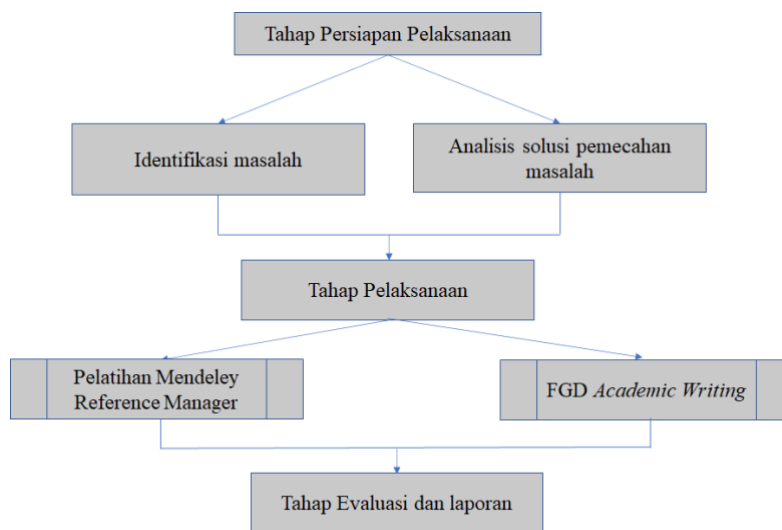 Tahap Persiapan Pelaksanaan
Identifikasi masalah
Analisis solusi pemecahan
masalah
Tahap Pelaksanaan
Pelatihan Mendeley
Reference Manager
FGD Academic Writing
Tahap Evaluasi dan laporan